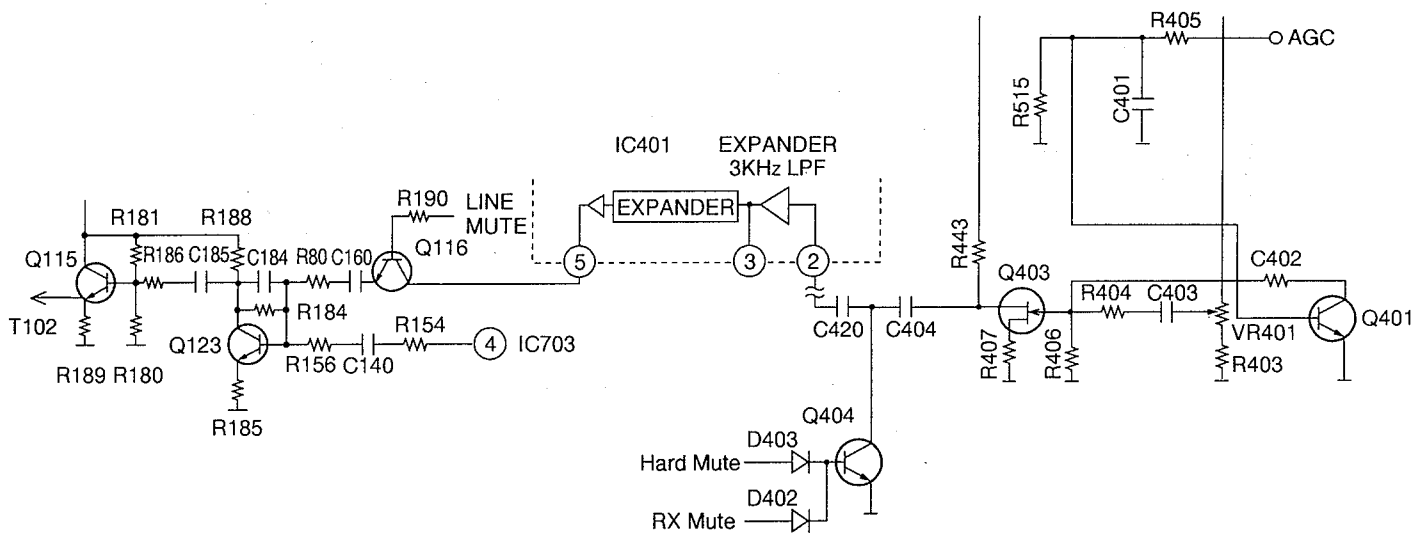 R405
AGC
R515
C401
IC401
EXPANDER
3KHz LPF
R190
LINE
MUTE
EXPANDER
R181
R188
Q116
R443
Q115
R186
C185
C184
R80
C160
5
3
2
Q403
C402
R404
C403
T102
R184
R154
C420
C404
VR401
Q401
Q123
4
IC703
R407
R406
R403
R156
C140
R189
R180
R185
Q404
D403
Hard Mute
D402
RX Mute